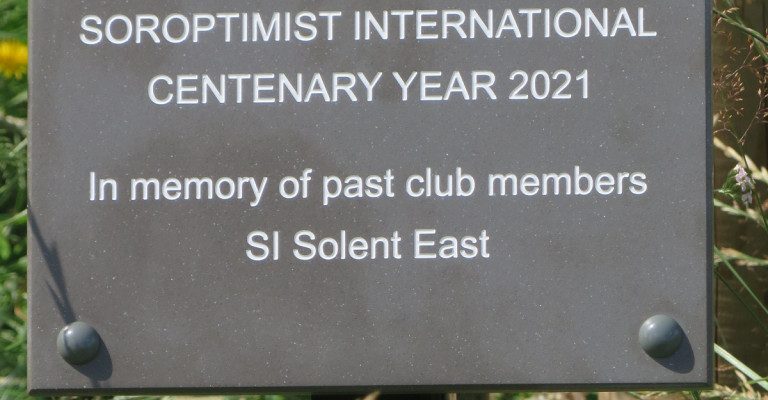 SOROPTIMIST INTERNATIONAL
CENTENARY YEAR 2021
In memory of past club members
SI Solent East